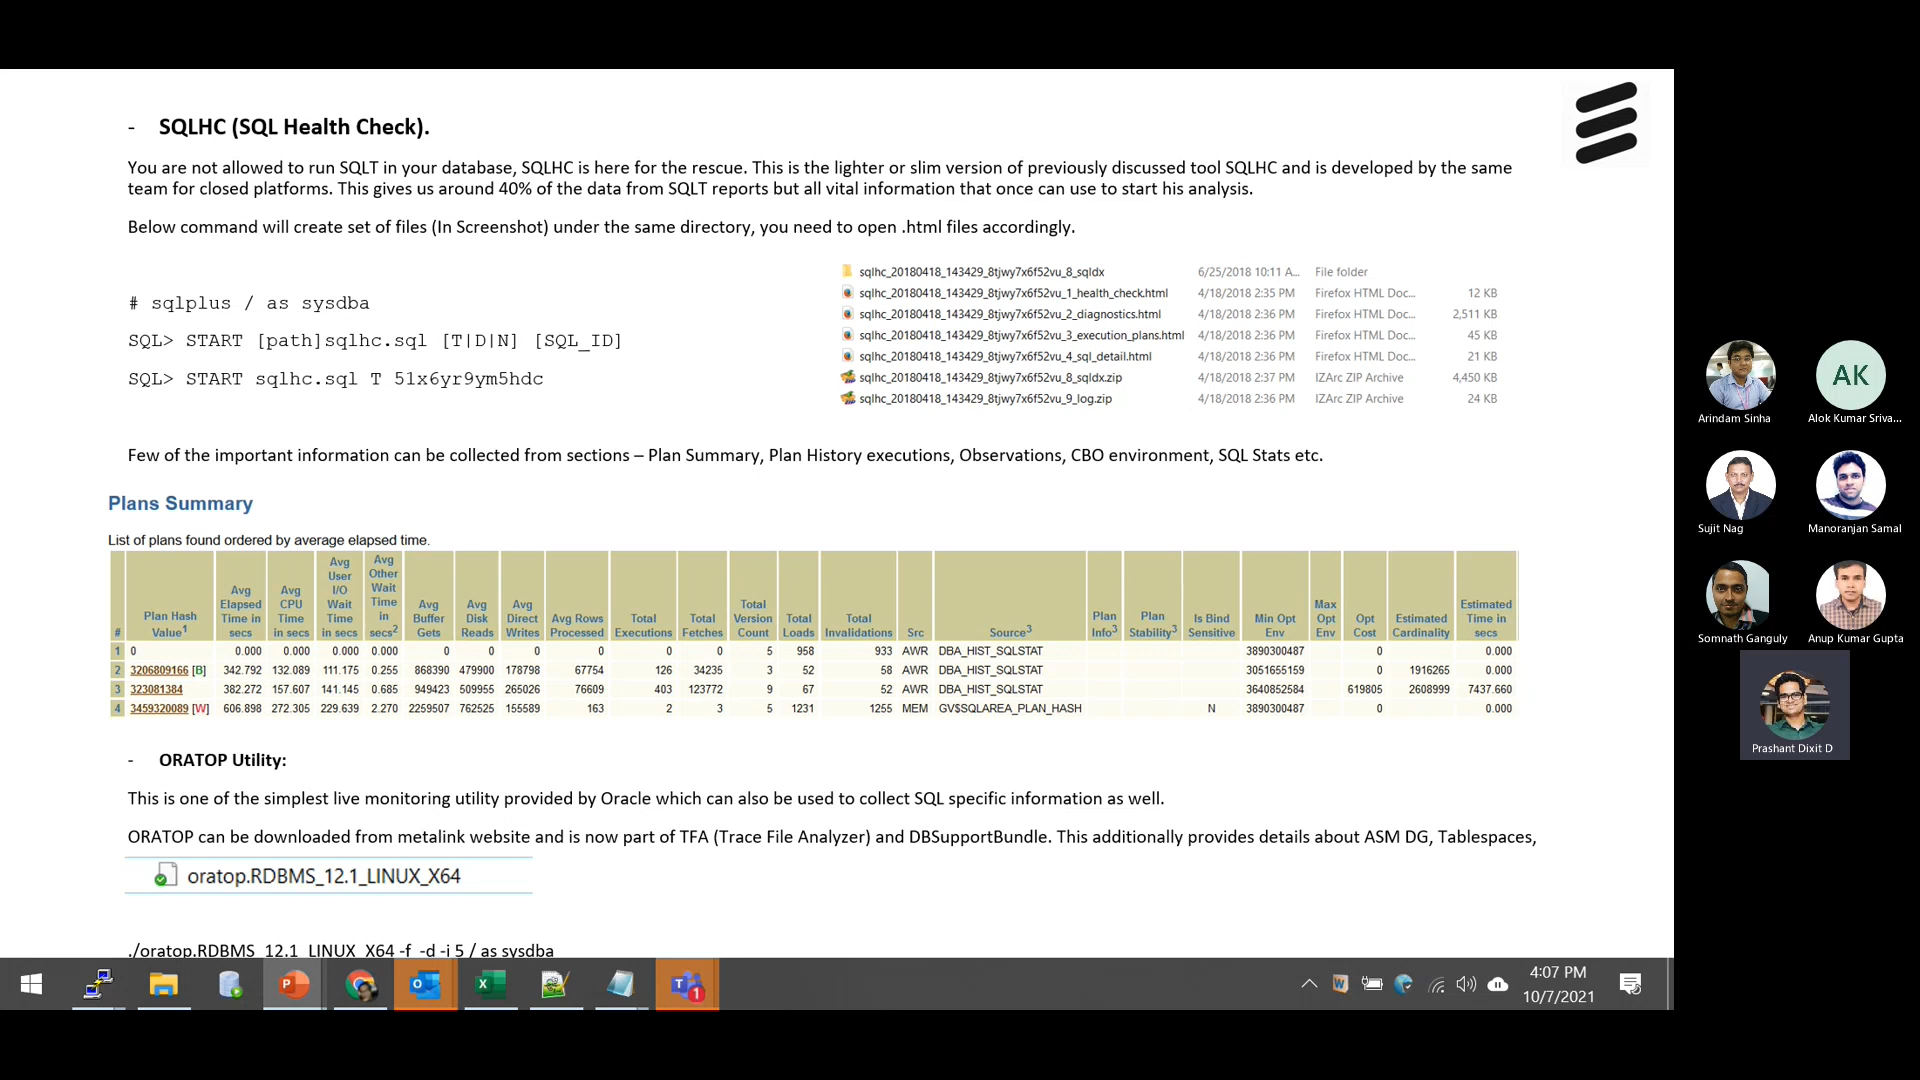 - SQLHC (SQL Health Check).
You are not allowed to run SQLT in your database, SQLHC is here for the rescue. This is the lighter or slim version of previously discussed tool SQLHC and is developed by the same
team for closed platforms. This gives us around 40% of the data from SQLT reports but all vital information that once can use to start his analysis.
Below command will create set of files (In Screenshot) under the same directory, you need to open .html files accordingly.
# sqlplus / as sysdba
SQL> START [path]sqlhc.sql [T|D|N] [SQL_ID]
SQL> START sqlhc.sql T 51x6yr9ym5hdc
sqlhc_20180418_143429_8tjwy7x6f52vu_8_sqldx 6/25/2018 10:11 A... File folder
sqlhc_20180418_143429_8tjwy7x6f52vu_1_health_check.html 4/18/2018 2:35 PM Firefox HTML Doc... 12 KB
sqlhc_20180418_143429_8tjwy7x6f52vu_2_diagnostics.html 4/18/2018 2:36 PM Firefox HTML Doc... 2,511 KB
sqlhc_20180418_143429_8tjwy7x6f52vu_3_execution_plans.html 4/18/2018 2:36 PM Firefox HTML Doc... 45 KB
sqlhc_20180418_143429_8tjwy7x6f52vu_4_sql_detail.html 4/18/2018 2:36 PM Firefox HTML Doc... 21 KB
sqlhc_20180418_143429_8tjwy7x6f52vu_8_sqldx.zip 4/18/2018 2:37 PM IZArc ZIP Archive 4,450 KB
sqlhc_20180418_143429_8tjwy7x6f52vu_9_log.zip 4/18/2018 2:36 PM IZArc ZIP Archive 24 KB
Few of the important information can be collected from sections – Plan Summary, Plan History executions, Observations, CBO environment, SQL Stats etc.
Plans Summary
List of plans found ordered by average elapsed time.
# Plan Hash Value1 Avg Elapsed Time in secs Avg CPU Time in secs Avg User I/O Wait Time in secs Avg Other Wait Time in secs2 Avg Buffer Gets Avg Disk Reads Avg Direct Writes Avg Rows Processed Total Executions Total Fetches Total Version Count Total Loads Total Invalidations Src Source3 Plan Info3 Plan Stability3 Is Bind Sensitive Min Opt Env Max Opt Env Opt Cost Estimated Cardinality Estimated Time in secs
1 0 0.000 0.000 0.000 0.000 0 0 0 0 0 0 5 958 933 AWR DBA_HIST_SQLSTAT 3890300487 0 0.000
2 3206809166 [B] 342.792 132.089 111.175 0.255 868390 479900 178798 67754 126 34235 3 52 58 AWR DBA_HIST_SQLSTAT 3051655159 0 1916265 0.000
3 323081384 382.272 157.607 141.145 0.685 949423 509955 265026 76609 403 123772 9 67 52 AWR DBA_HIST_SQLSTAT 3640852584 619805 2608999 7437.660
4 3459320089 [W] 606.898 272.305 229.639 2.270 2259507 762525 155589 163 2 3 5 1231 1255 MEM GV$SQLAREA_PLAN_HASH N 3890300487 0 0.000
- ORATOP Utility:
This is one of the simplest live monitoring utility provided by Oracle which can also be used to collect SQL specific information as well.
ORATOP can be downloaded from metalink website and is now part of TFA (Trace File Analyzer) and DBSupportBundle. This additionally provides details about ASM DG, Tablespaces,
oratop.RDBMS_12.1_LINUX_X64
./oratop.RDBMS_12.1_LINUX_X64 -f -d -i 5 / as sysdba
4:07 PM
10/7/2021
Arindam Sinha
AK
Alok Kumar Sriva...
Sujit Nag
Manoranjan Samal
Somnath Ganguly
Anup Kumar Gupta
Prashant Dixit D